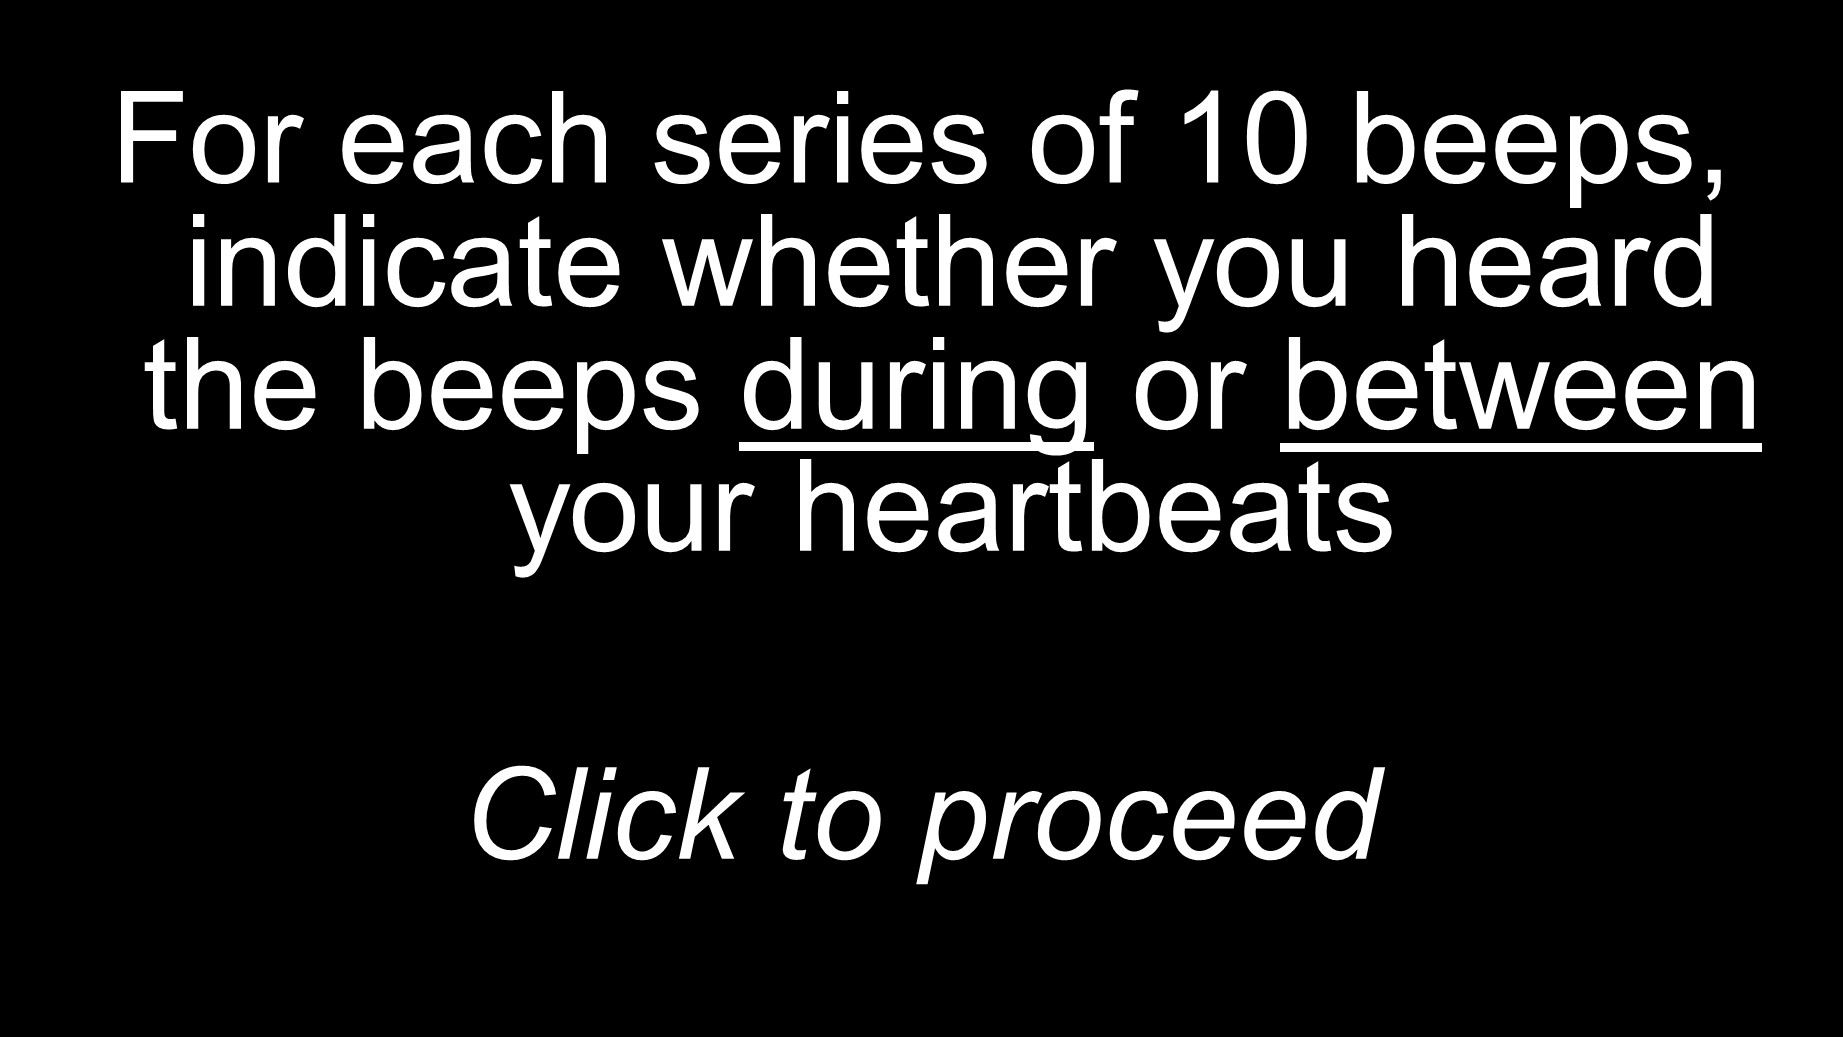 For each series of 10 beeps,
indicate whether you heard
the beeps during or between
your heartbeats
Click to proceed